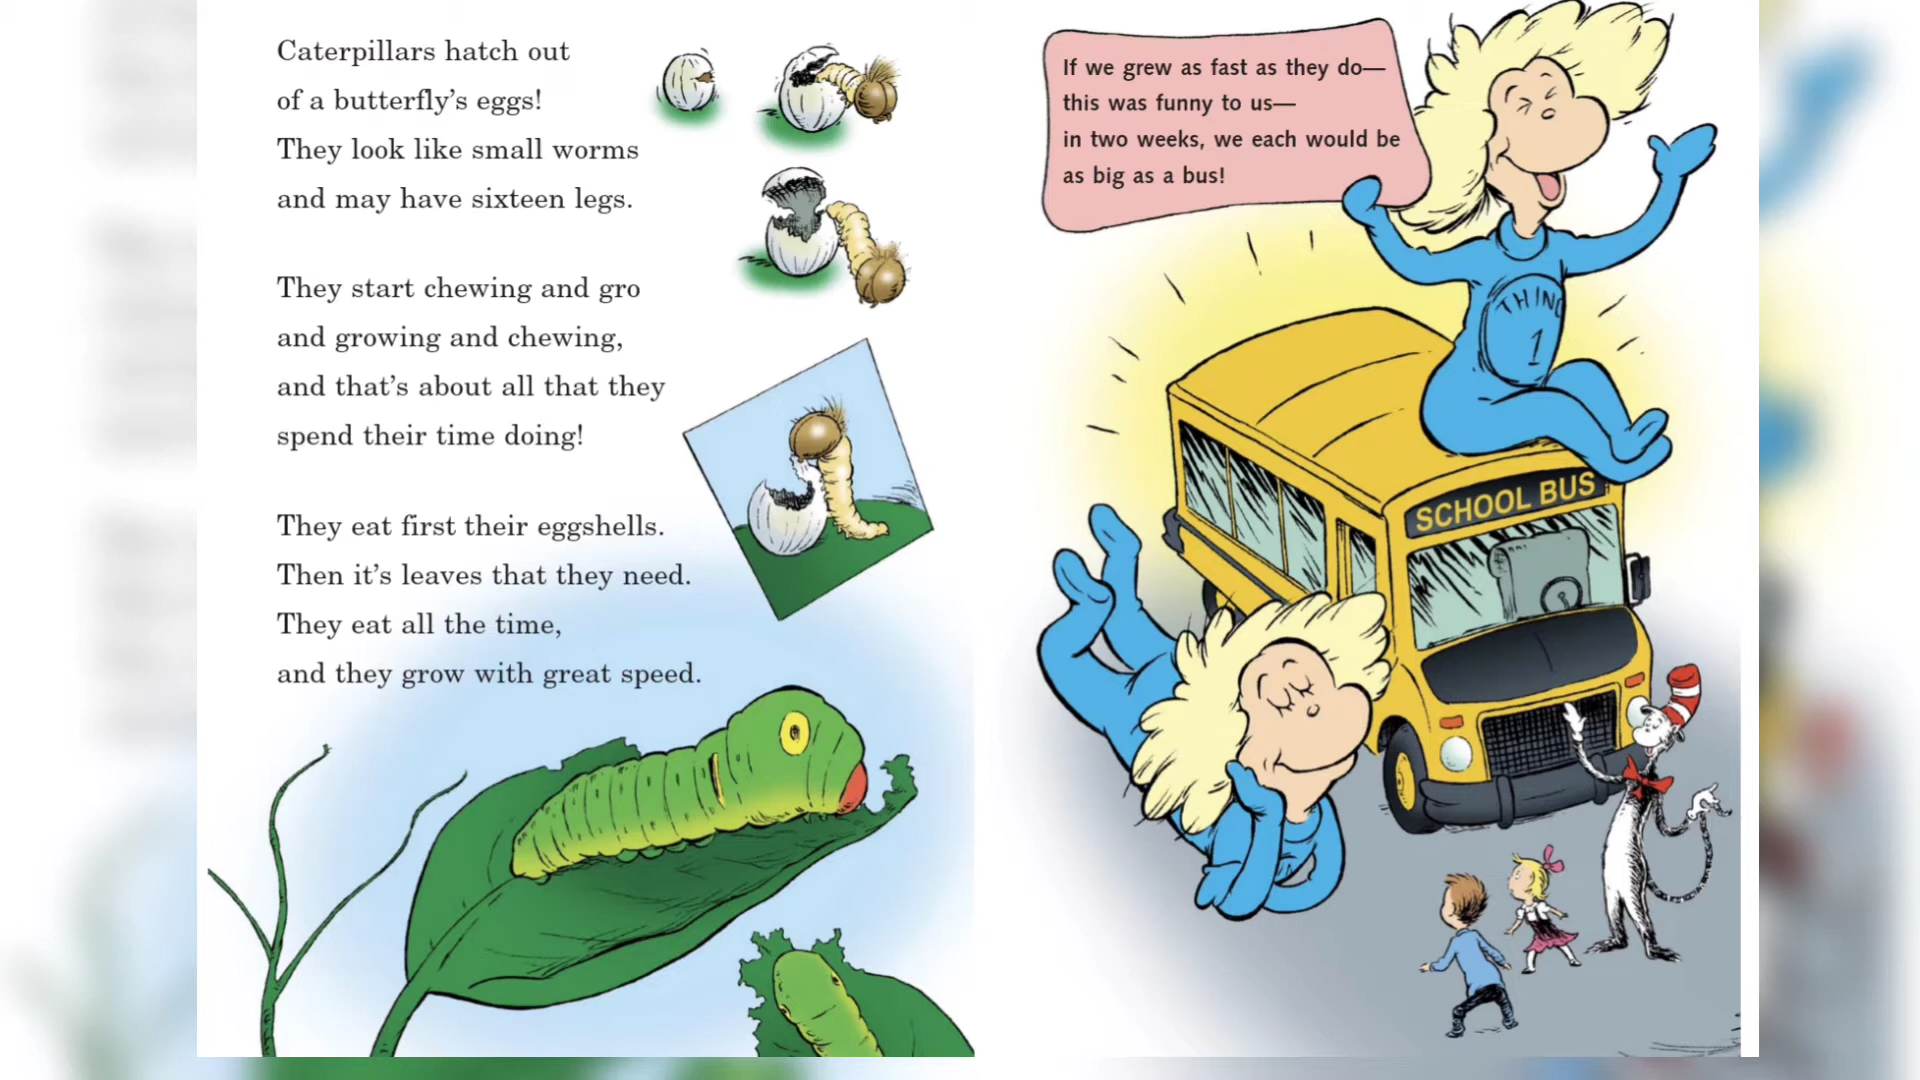 Caterpillars hatch out
of a butterfly's eggs!
They look like small worms
and may have sixteen legs.
They start chewing and gro
and growing and chewing,
and that's about all that they
spend their time doing!
They eat first their eggshells.
Then it's leaves that they need.
They eat all the time,
and they grow with great speed.
If we grew as fast as they do—
this was funny to us—
in two weeks, we each would be
as big as a bus!
THING
1
SCHOOL BUS